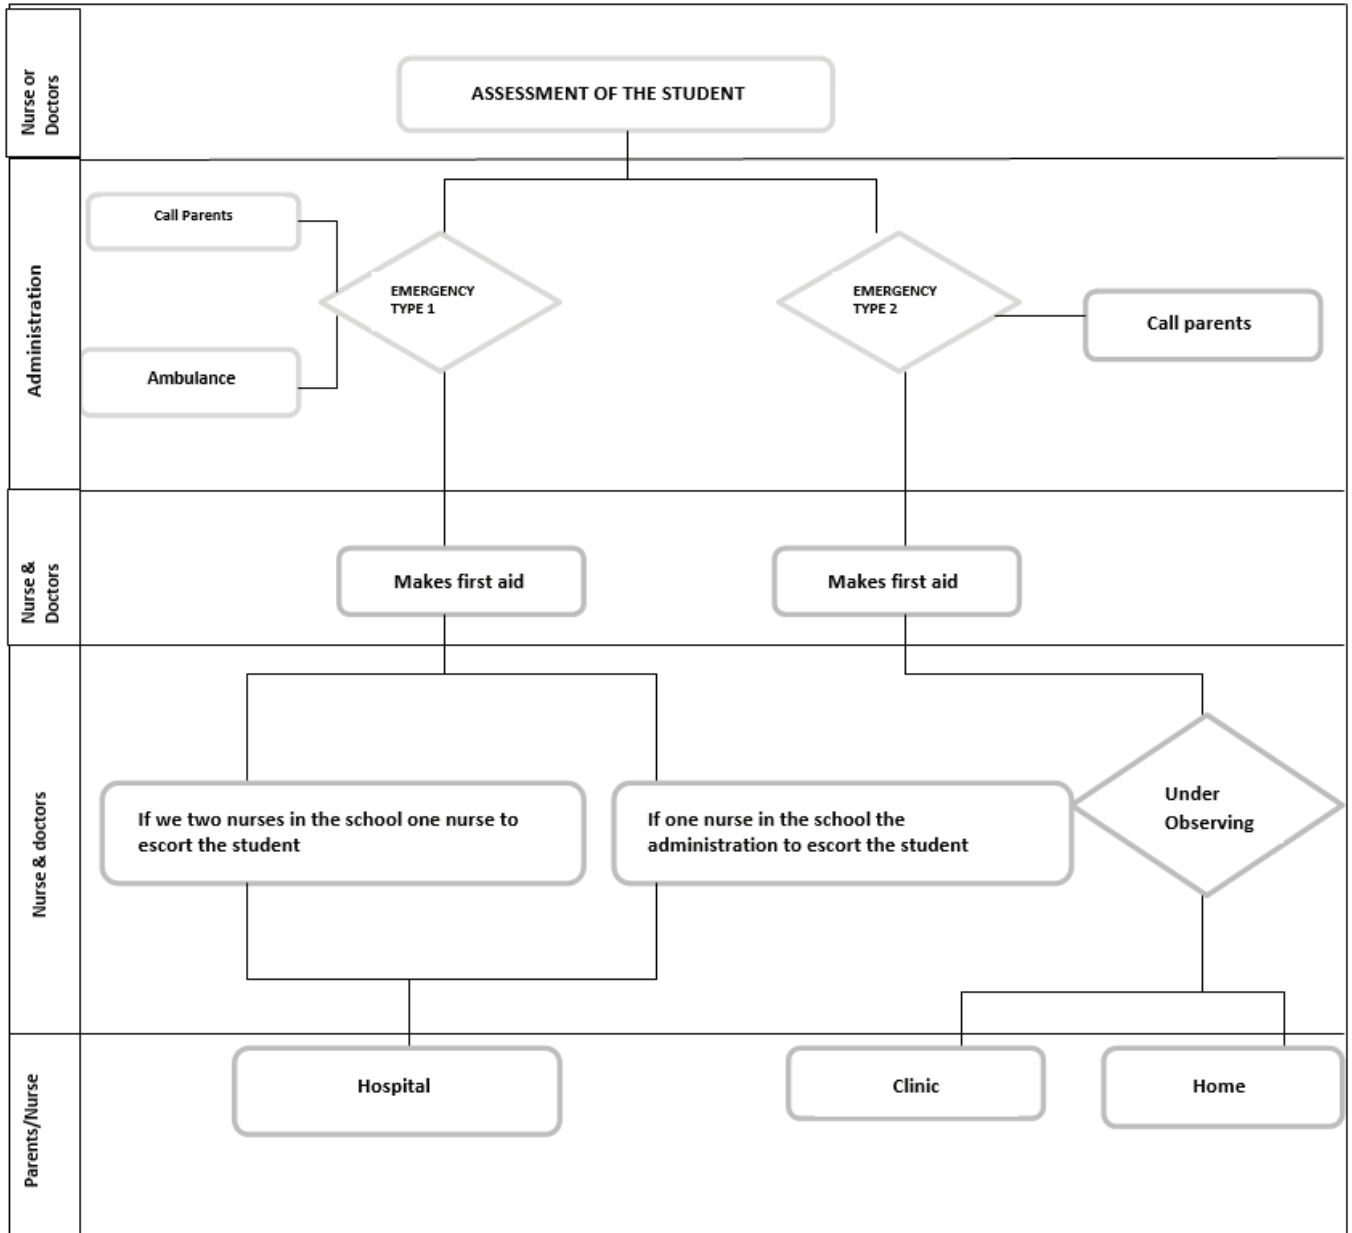 Nurse or
Doctors
ASSESSMENT OF THE STUDENT
Administration
Call Parents
Ambulance
EMERGENCY
TYPE 1
EMERGENCY
TYPE 2
Call parents
Nurse &
Doctors
Makes first aid
Makes first aid
Nurse & doctors
If we two nurses in the school one nurse to
escort the student
If one nurse in the school the
administration to escort the student
Under
Observing
Parents/Nurse
Hospital
Clinic
Home